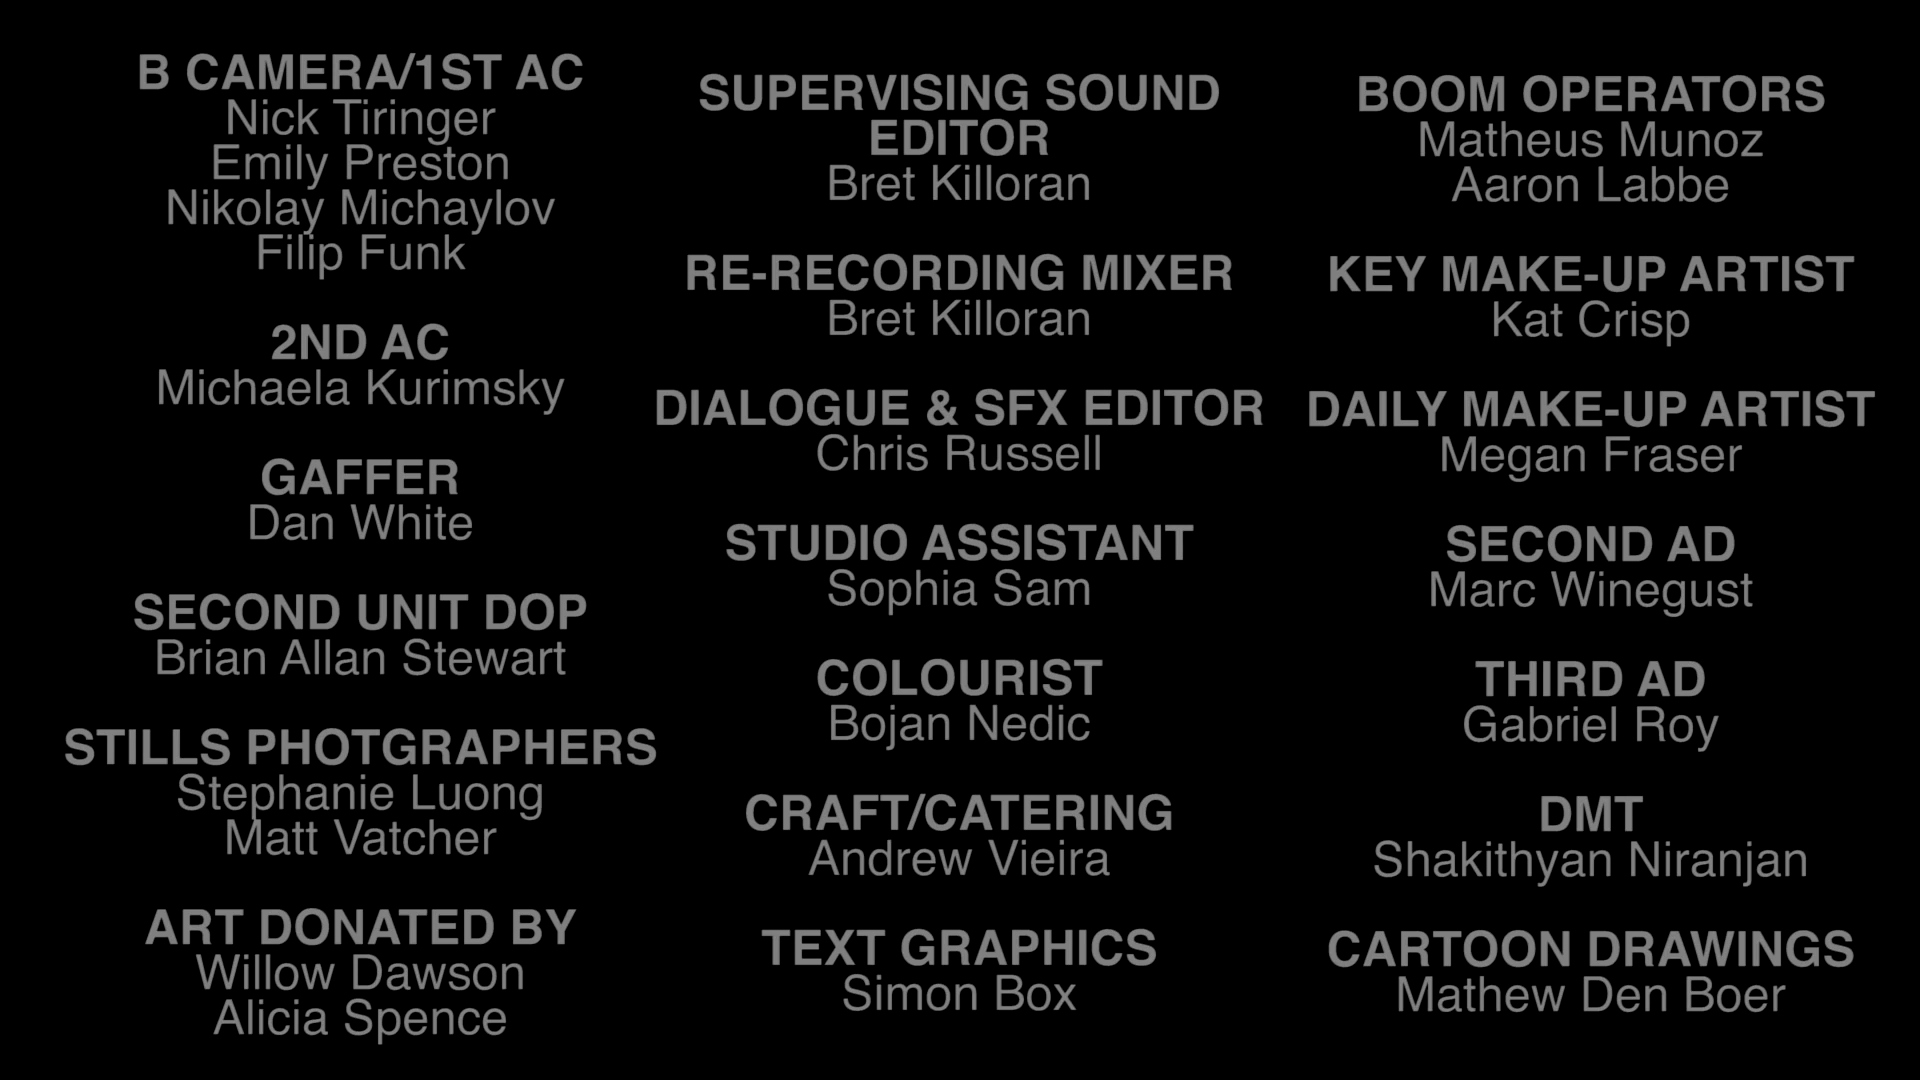 B CAMERA/1ST AC
Nick Tiringer
Emily Preston
Nikolay Michaylov
Filip Funk
2ND AC
Michaela Kurimsky
GAFFER
Dan White
SECOND UNIT DOP
Brian Allan Stewart
STILLS PHOTGRAPHERS
Stephanie Luong
Matt Vatcher
ART DONATED BY
Willow Dawson
Alicia Spence
SUPERVISING SOUND
EDITOR
Bret Killoran
RE-RECORDING MIXER
Bret Killoran
DIALOGUE & SFX EDITOR
Chris Russell
STUDIO ASSISTANT
Sophia Sam
COLOURIST
Bojan Nedic
CRAFT/CATERING
Andrew Vieira
TEXT GRAPHICS
Simon Box
BOOM OPERATORS
Matheus Munoz
Aaron Labbe
KEY MAKE-UP ARTIST
Kat Crisp
DAILY MAKE-UP ARTIST
Megan Fraser
SECOND AD
Marc Winegust
THIRD AD
Gabriel Roy
DMT
Shakithyan Niranjan
CARTOON DRAWINGS
Mathew Den Boer